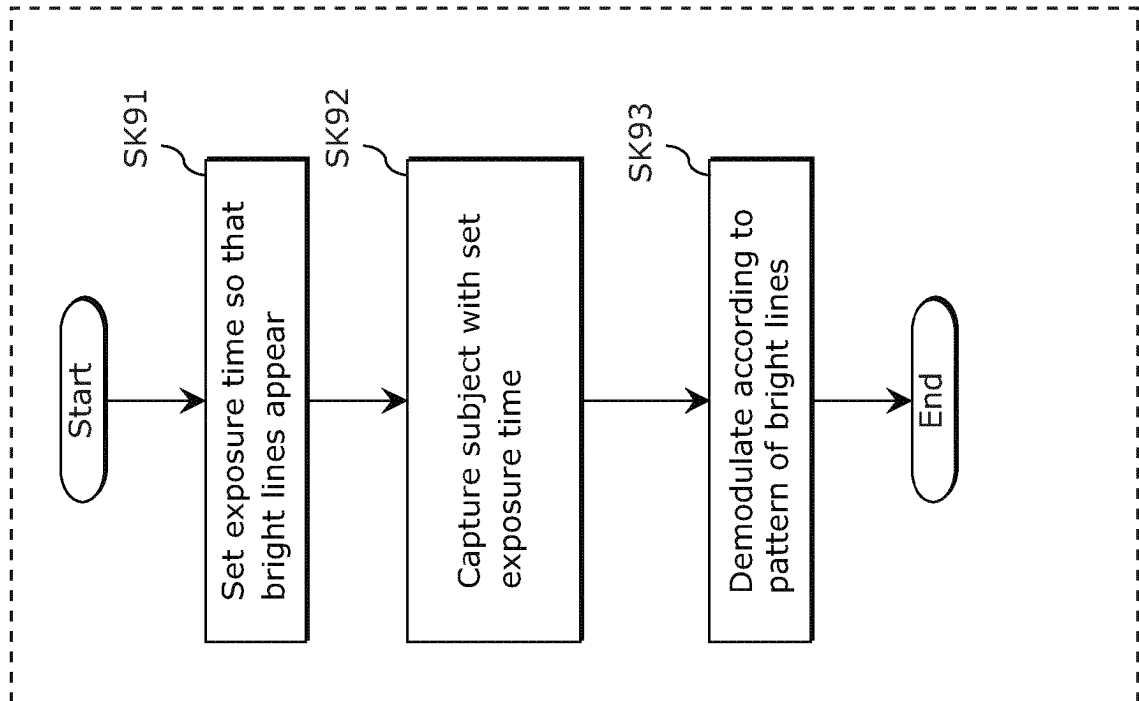 Start
SK91
Set exposure time so that
bright lines appear
SK92
Capture subject with set
exposure time
SK93
Demodulate according to
pattern of bright lines
End